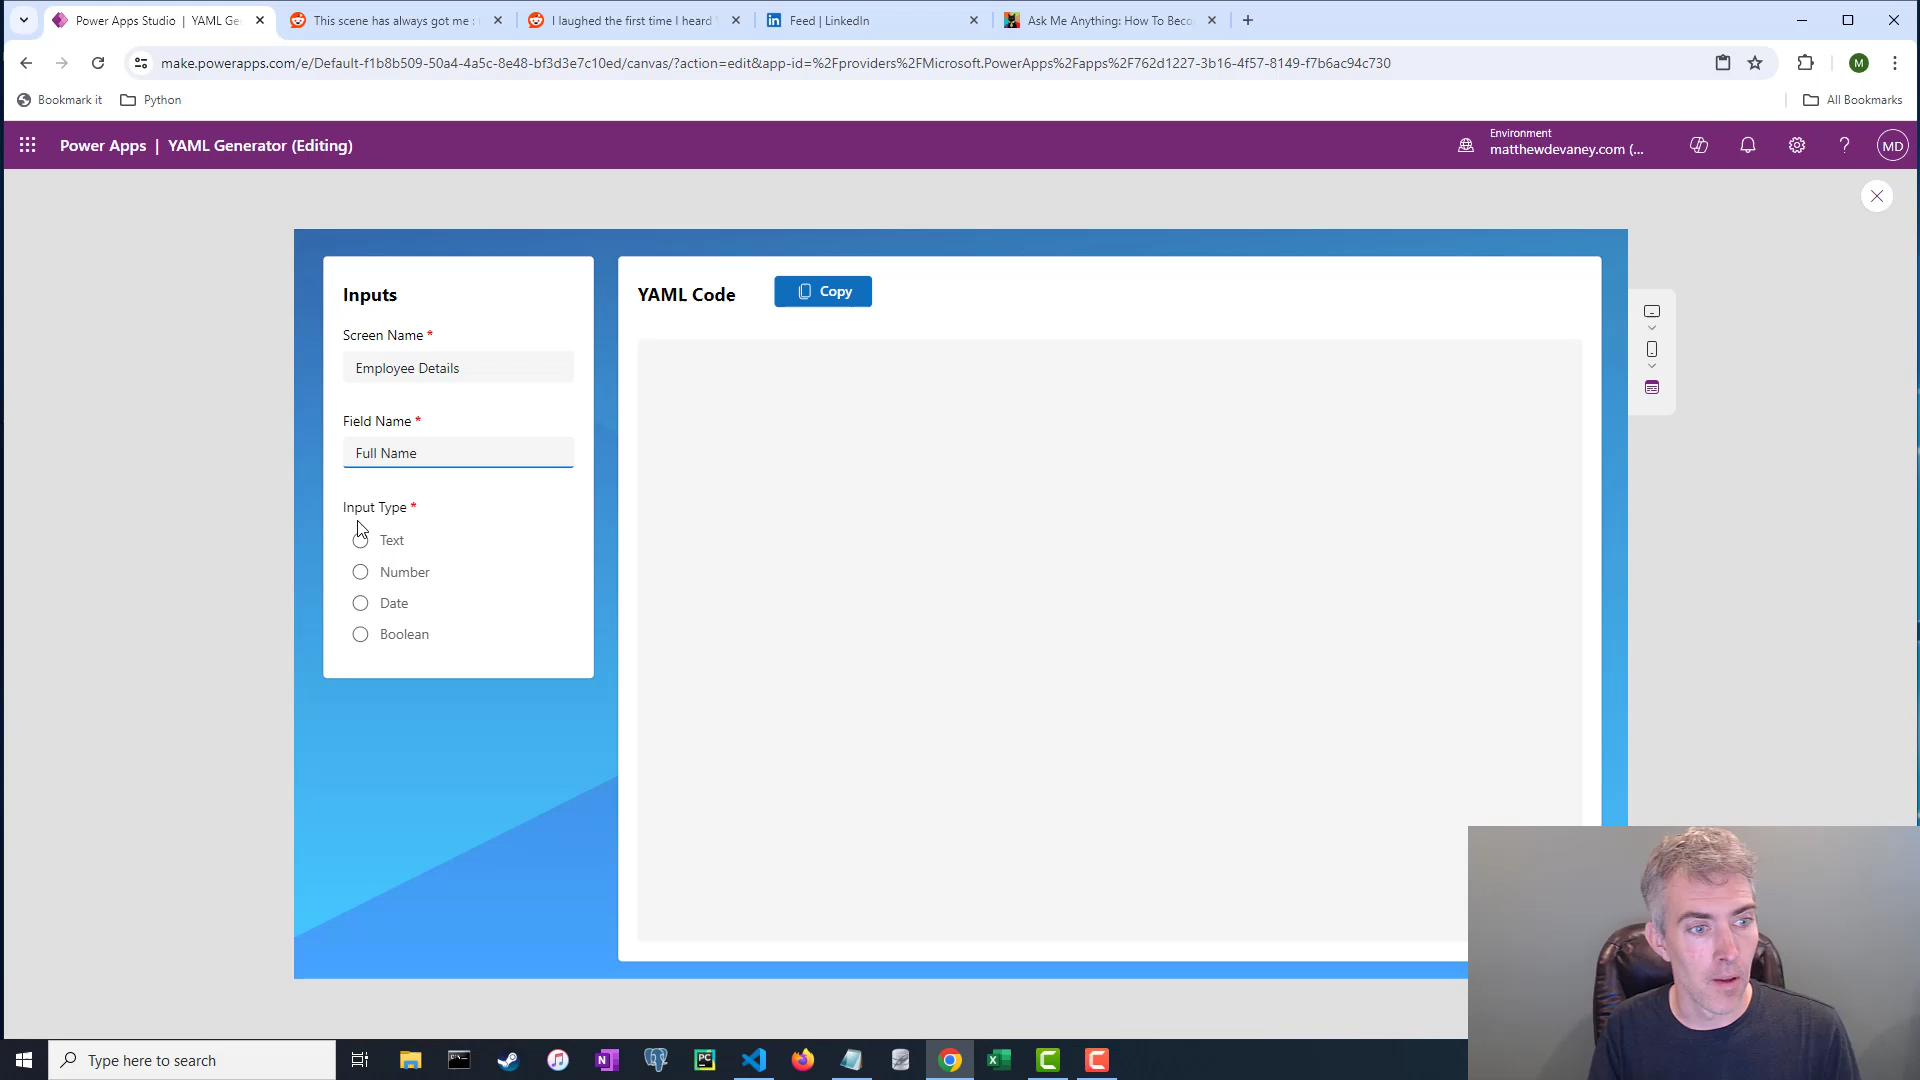 Power Apps Studio | YAML Ge
This scene has always got me :
I laughed the first time I heard
Feed | LinkedIn
Ask Me Anything: How To Beco
make.powerapps.com/e/Default-f1b8b509-50a4-4a5c-8e48-bf3d3e7c10ed/canvas/?action=edit&app-id=%2Fproviders%2FMicrosoft.PowerApps%2Fapps%2F762d1227-3b16-4f57-8149-f7b6ac94c730
M
Bookmark it
Python
All Bookmarks
Power Apps | YAML Generator (Editing)
Environment
matthewdevaney.com (...
MD
Inputs
Screen Name *
Employee Details
Field Name *
Full Name
Input Type *
Text
Number
Date
Boolean
YAML Code
Copy
Type here to search